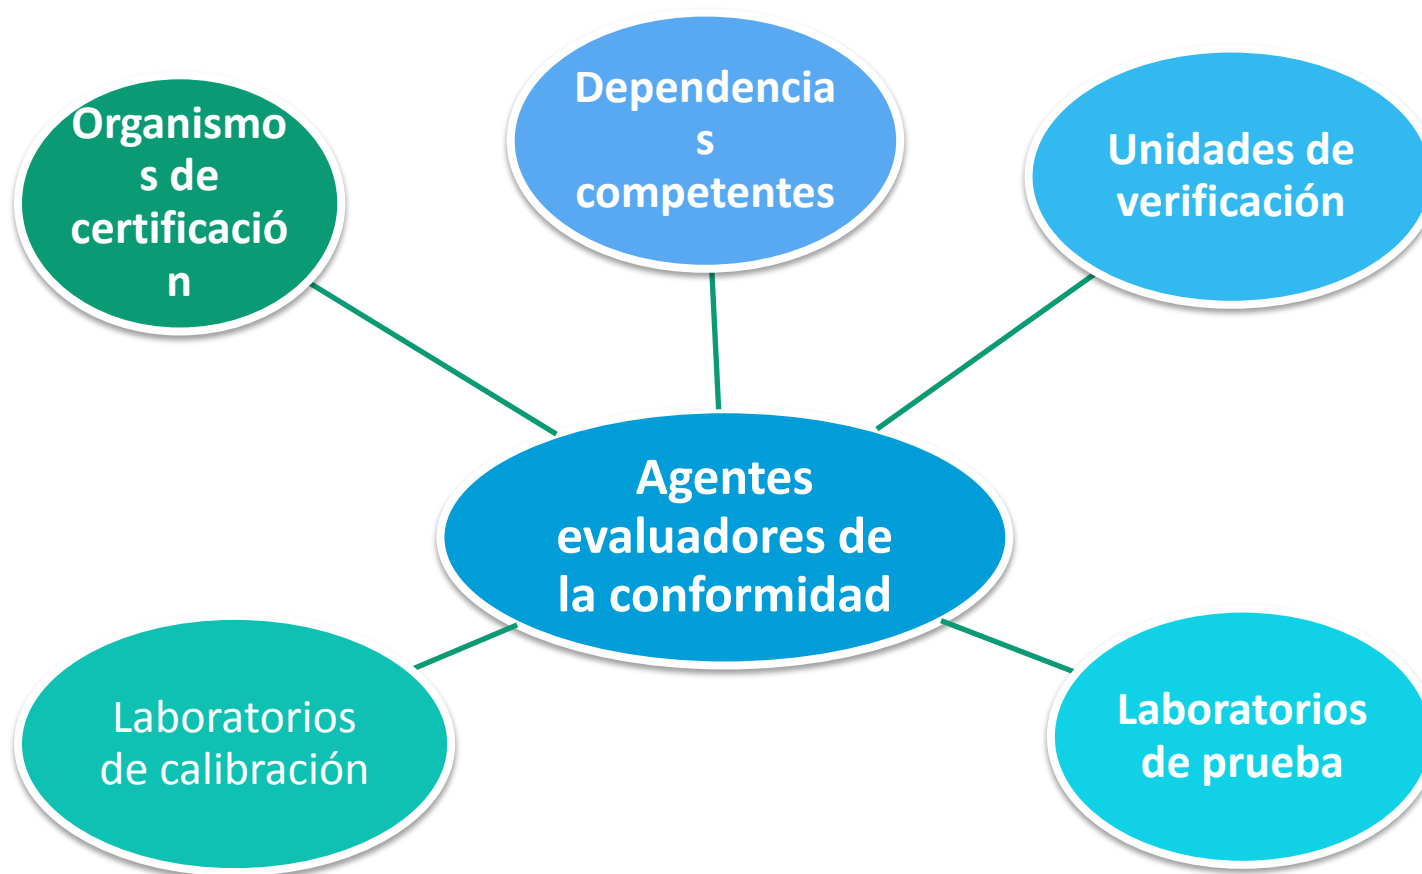 Organismo
s de
certificació
n
Dependencia
s
competentes
Unidades de
verificación
Agentes
evaluadores de
la conformidad
Laboratorios
de calibración
Laboratorios
de prueba